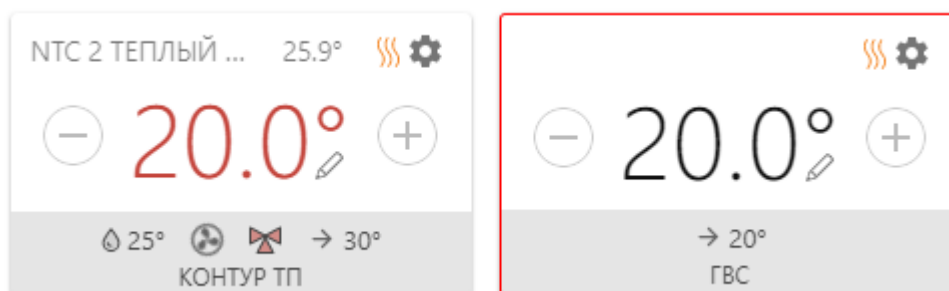 NTC 2 ТЕПЛЫЙ ... 25.9°
20.0°
25° → 30°
КОНТУР ТП
20.0°
→ 20°
ГВС